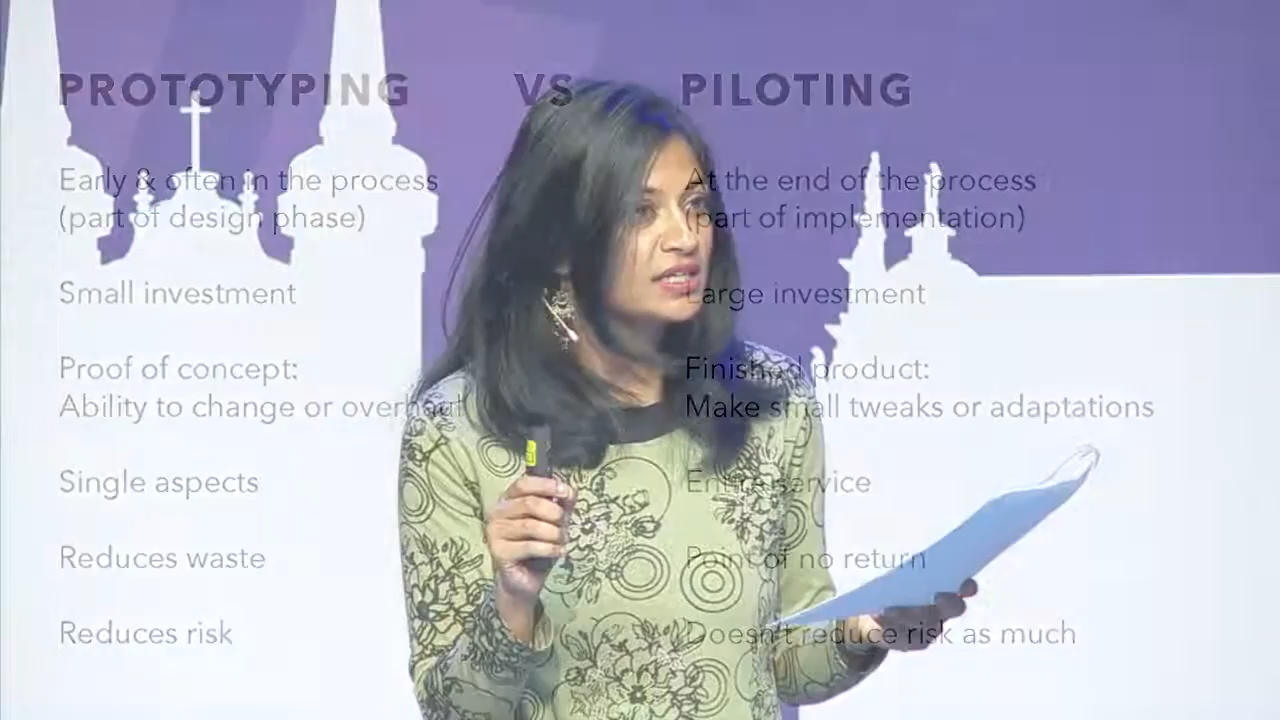 PROTOTYPING VS PILOTING
Early & often in the process
(part of design phase)
At the end of the process
(part of implementation)
Small investment
Large investment
Proof of concept:
Ability to change or overhaul
Finished product:
Make small tweaks or adaptations
Single aspects
Entire service
Reduces waste
Point of no return
Reduces risk
Doesn't reduce risk as much